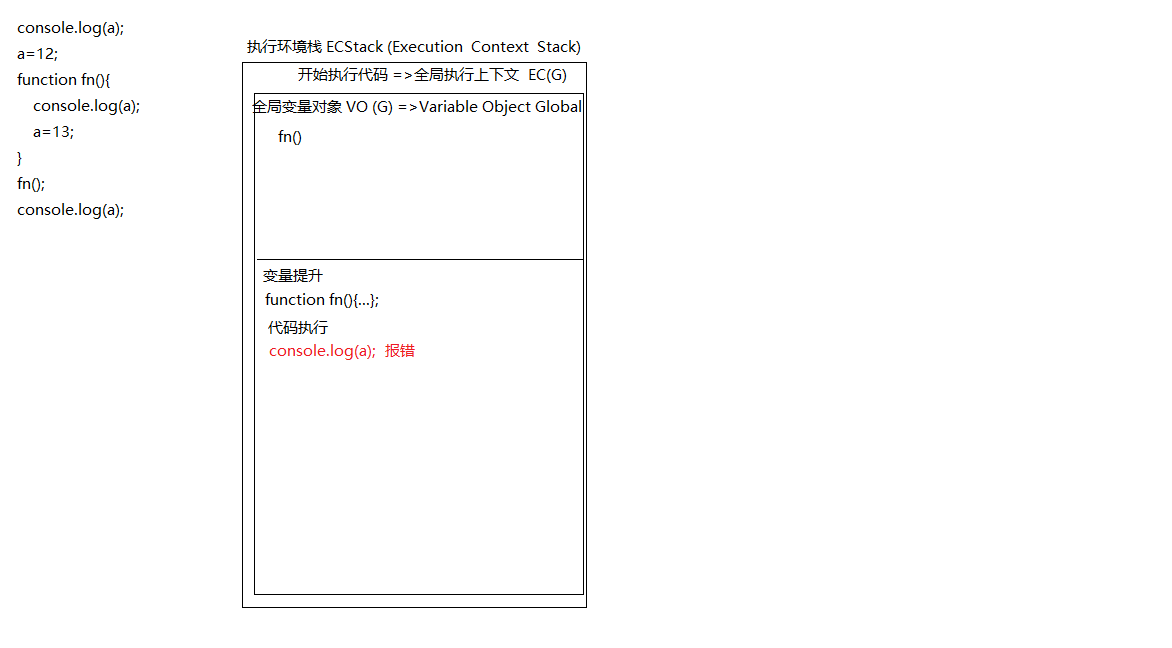 console.log(a);
a=12;
function fn(){
console.log(a);
a=13;
}
fn();
console.log(a);
执行环境栈 ECStack (Execution Context Stack)
开始执行代码 =>全局执行上下文 EC(G)
全局变量对象 VO (G) =>Variable Object Global
fn()
变量提升
function fn(){...};
代码执行
console.log(a); 报错